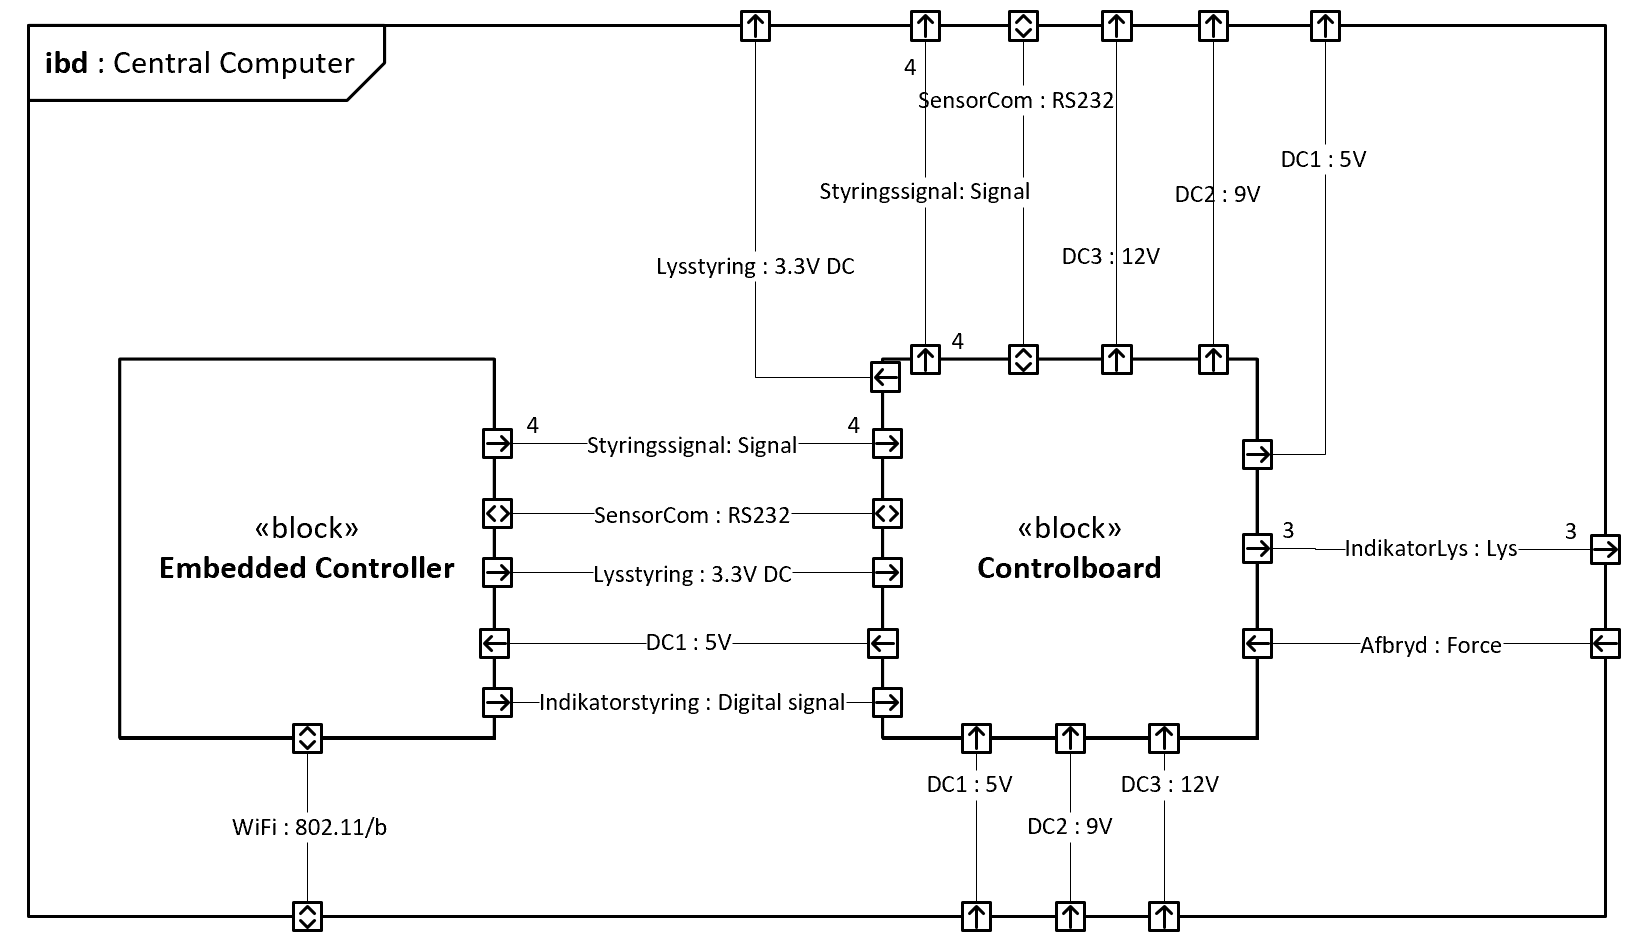 ibd : Central Computer
4
SensorCom : RS232
DC1 : 5V
Styringssignal: Signal
DC2 : 9V
DC3 : 12V
Lysstyring : 3.3V DC
4
4
Styringssignal: Signal
4
SensorCom : RS232
Lysstyring : 3.3V DC
DC1 : 5V
Indikatorstyring : Digital signal
«block»
Embedded Controller
«block»
Controlboard
3
IndikatorLys : Lys
3
Afbryd : Force
DC1 : 5V
DC3 : 12V
DC2 : 9V
WiFi : 802.11/b